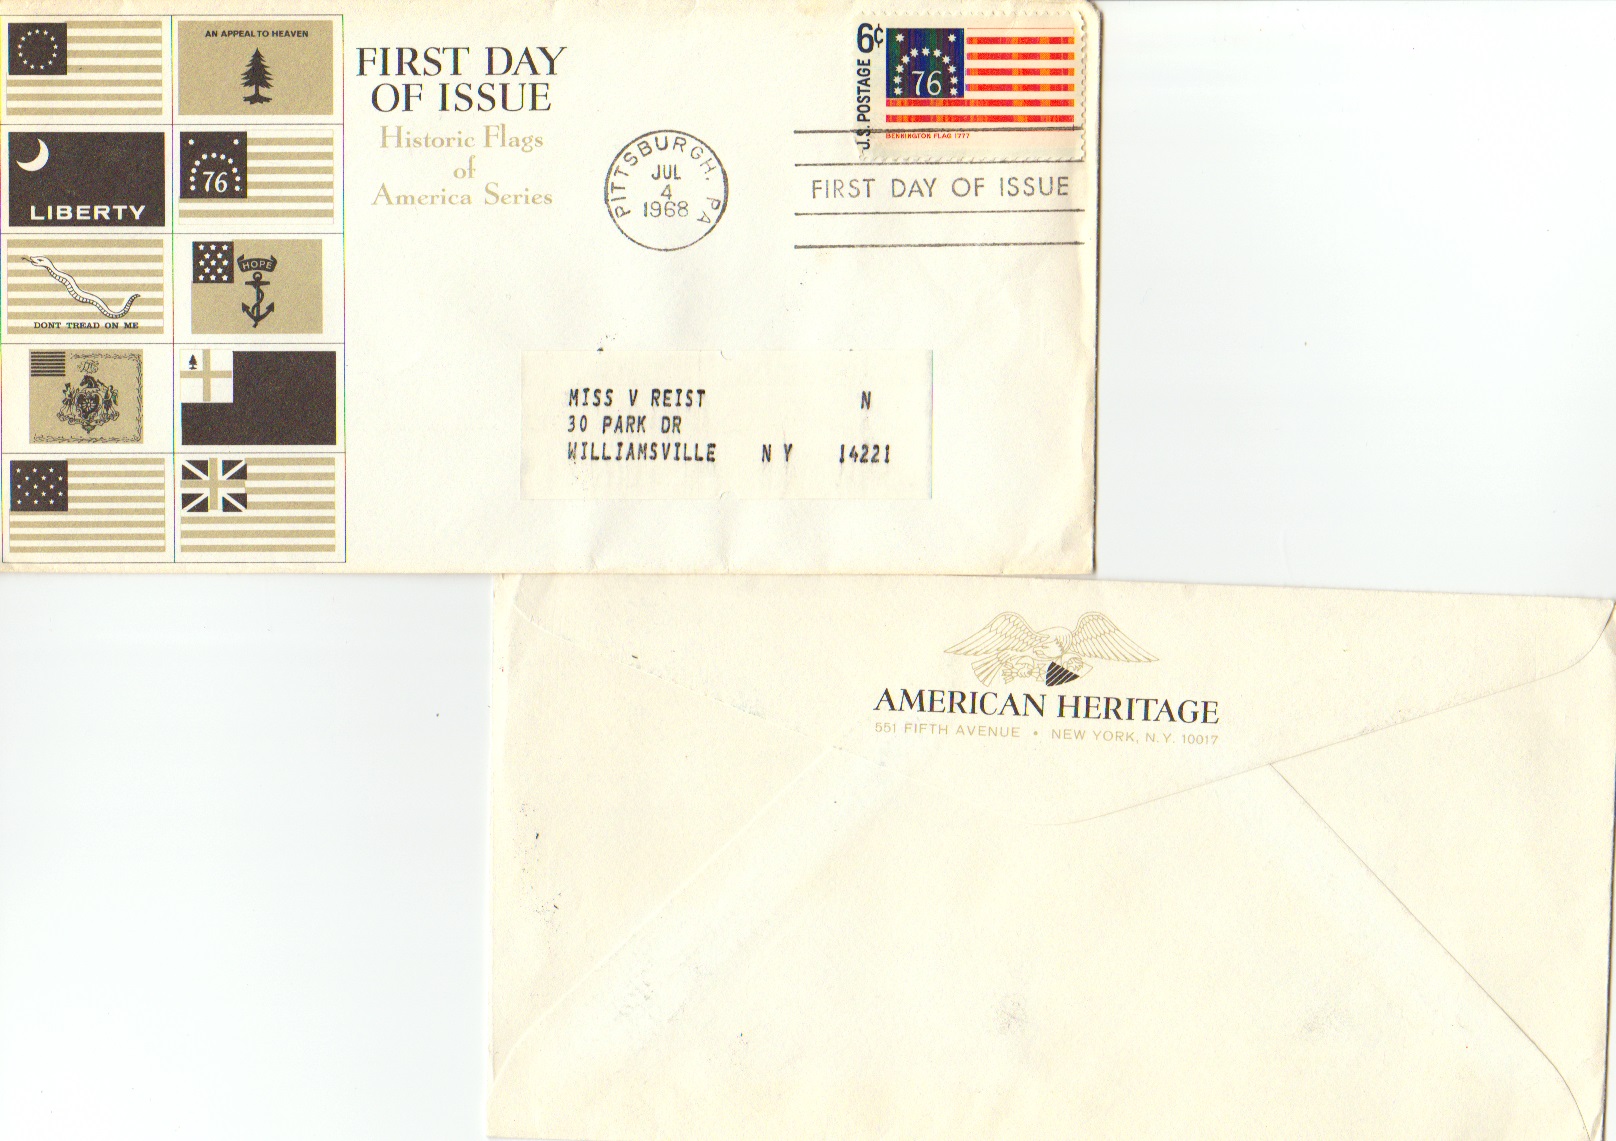 AN APPEAL TO HEAVEN
LIBERTY
76
DONT TREAD ON ME
HOPE
FIRST DAY
OF ISSUE
Historic Flags
of
America Series
PITTSBURGH, PA
JUL
4
1968
6¢
U.S. POSTAGE
76
BENNINGTON FLAG 1777
FIRST DAY OF ISSUE
MISS V REIST N
30 PARK DR
WILLIAMSVILLE N Y 14221
AMERICAN HERITAGE
551 FIFTH AVENUE • NEW YORK, N.Y. 10017